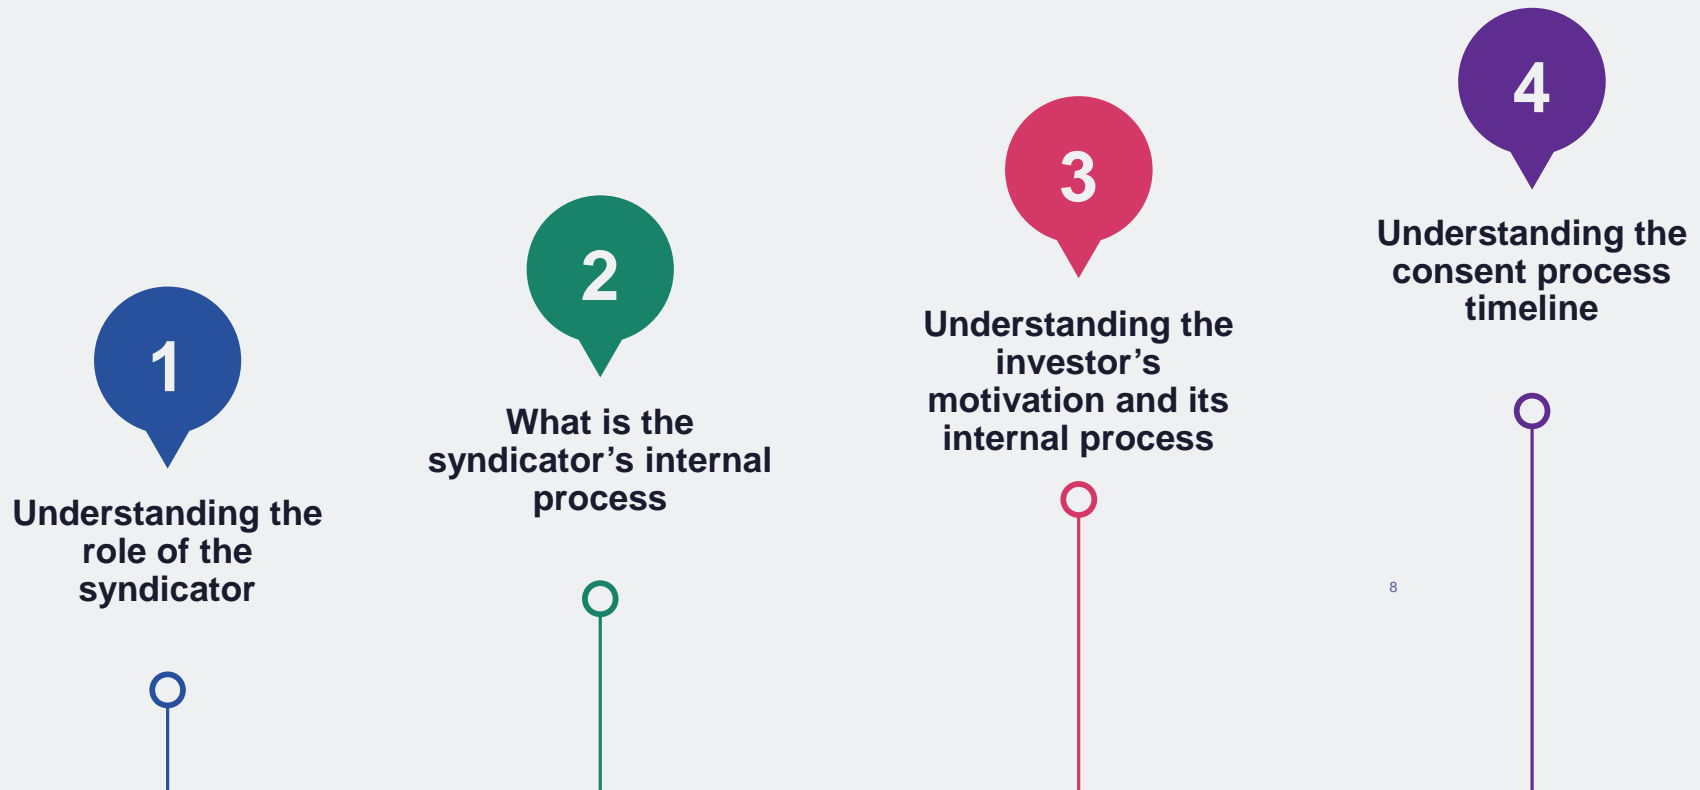 1
Understanding the
role of the
syndicator
2
What is the
syndicator’s internal
process
3
Understanding the
investor’s
motivation and its
internal process
4
Understanding the
consent process
timeline
8